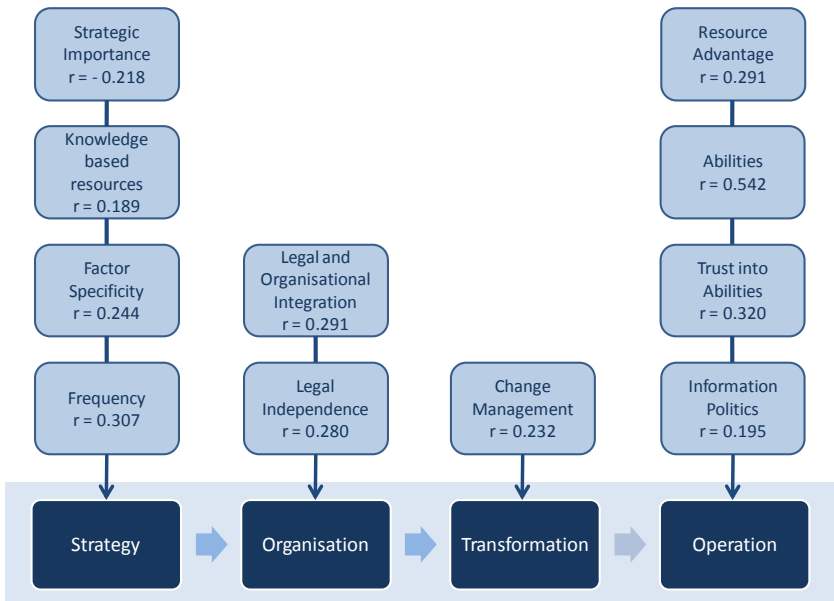 Strategic
Importance
r = - 0.218
Knowledge
based
resources
r = 0.189
Factor
Specificity
r = 0.244
Frequency
r = 0.307
Legal and
Organisational
Integration
r = 0.291
Legal
Independence
r = 0.280
Change
Management
r = 0.232
Resource
Advantage
r = 0.291
Abilities
r = 0.542
Trust into
Abilities
r = 0.320
Information
Politics
r = 0.195
Strategy
Organisation
Transformation
Operation